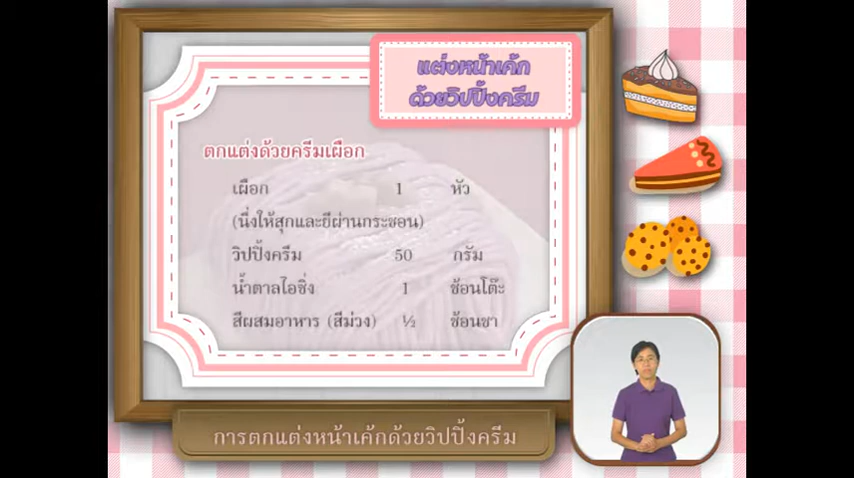 แต่งหน้าเค้ก
ด้วยวิปปิ้งครีม
ตกแต่งด้วยครีมเผือก
เผือก 1 หัว
(นึ่งให้สุกและยีผ่านกระชอน)
วิปปิ้งครีม 50 กรัม
น้ำตาลไอซิ่ง 1 ช้อนโต๊ะ
สีผสมอาหาร (สีม่วง) ½ ช้อนชา
การตกแต่งหน้าเค้กด้วยวิปปิ้งครีม